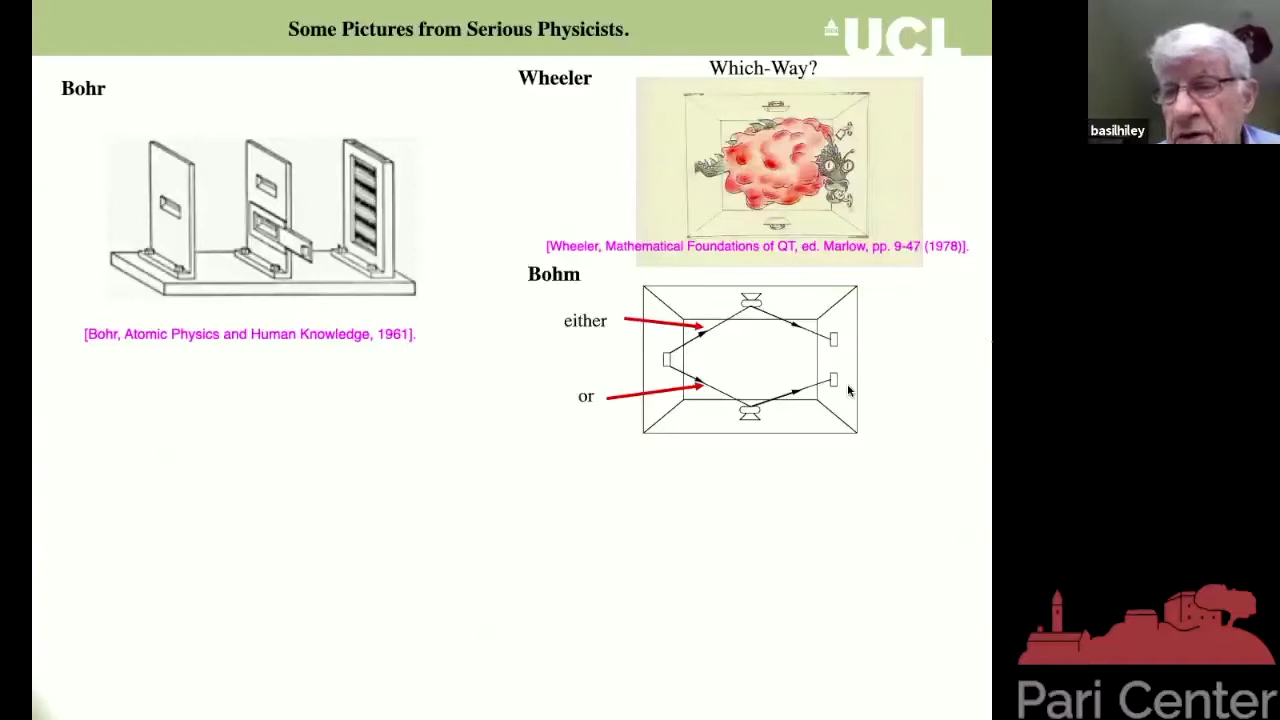 Some Pictures from Serious Physicists.
UCL
Bohr
[Bohr, Atomic Physics and Human Knowledge, 1961].
Wheeler
Which-Way?
[Wheeler, Mathematical Foundations of QT, ed. Marlow, pp. 9-47 (1978)].
Bohm
either
or
basilhiley
Pari Center